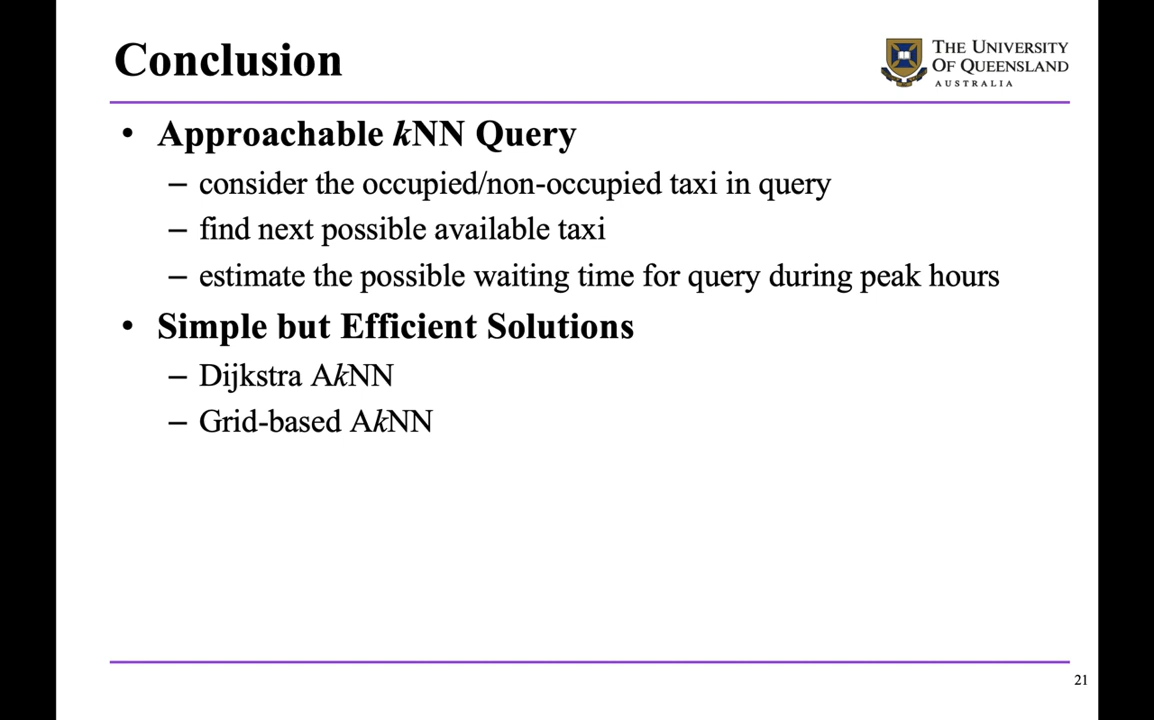 Conclusion
THE UNIVERSITY
OF QUEENSLAND
AUSTRALIA
• Approachable kNN Query
– consider the occupied/non-occupied taxi in query
– find next possible available taxi
– estimate the possible waiting time for query during peak hours
• Simple but Efficient Solutions
– Dijkstra AkNN
– Grid-based AkNN
21